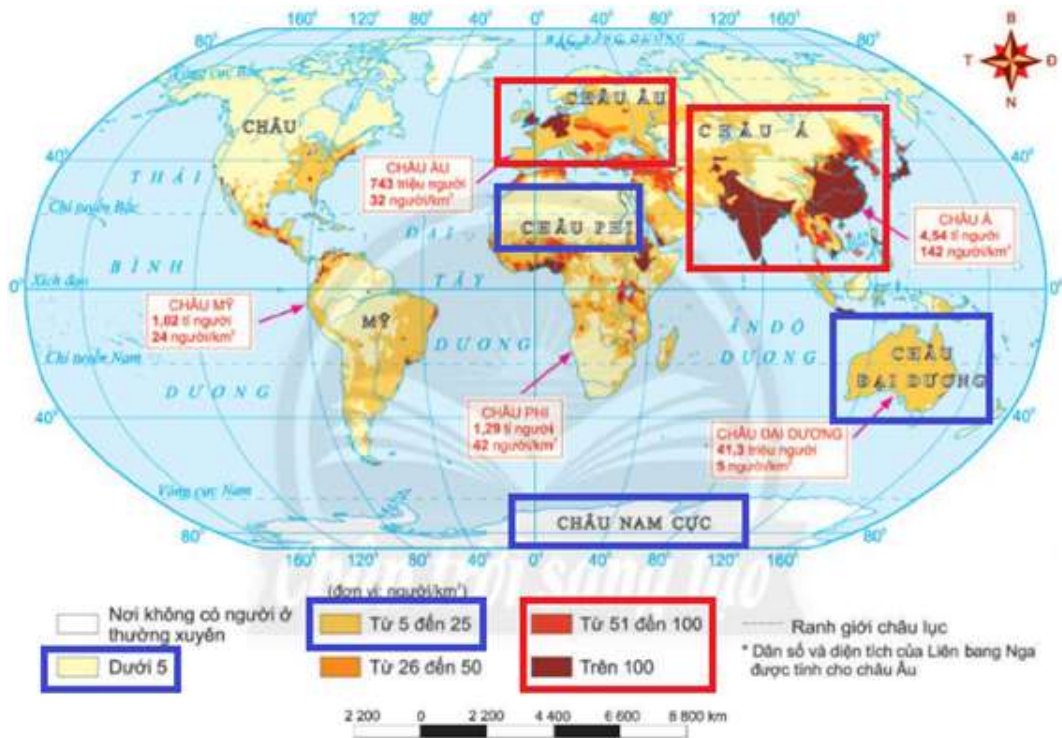 160° 120° 80° 40° 0° 40° 80° 120° 160°
B
T Đ
N
80°
BẮC BĂNG DƯƠNG
80°
Vòng cực Bắc
CHÂU ÂU
CHÂU
CHÂU Á
40°
40°
THÁI
CHÂU ÂU
743 triệu người
32 người/km²
Chí tuyến Bắc
CHÂU PHI
ĐẠI
CHÂU Á
4,54 tỉ người
142 người/km²
BÌNH
Xích đạo
0°
TÂY
0°
CHÂU MỸ
1,02 tỉ người
24 người/km²
MỸ
ẤN ĐỘ
DƯƠNG
DƯƠNG
CHÂU
ĐẠI DƯƠNG
Chí tuyến Nam
DƯƠNG
40°
40°
CHÂU PHI
1,29 tỉ người
42 người/km²
CHÂU ĐẠI DƯƠNG
41,3 triệu người
5 người/km²
Vòng cực Nam
CHÂU NAM CỰC
80°
160° 120° 80° 40° 0° 40° 80° 120° 160°
Chân trời sáng tạo
(đơn vị: người/km²)
Nơi không có người ở
thường xuyên
Từ 5 đến 25
Từ 51 đến 100
Ranh giới châu lục
Dưới 5
Từ 26 đến 50
Trên 100
* Dân số và diện tích của Liên bang Nga
được tính cho châu Âu
2 200 0 2 200 4 400 6 600 8 800 km